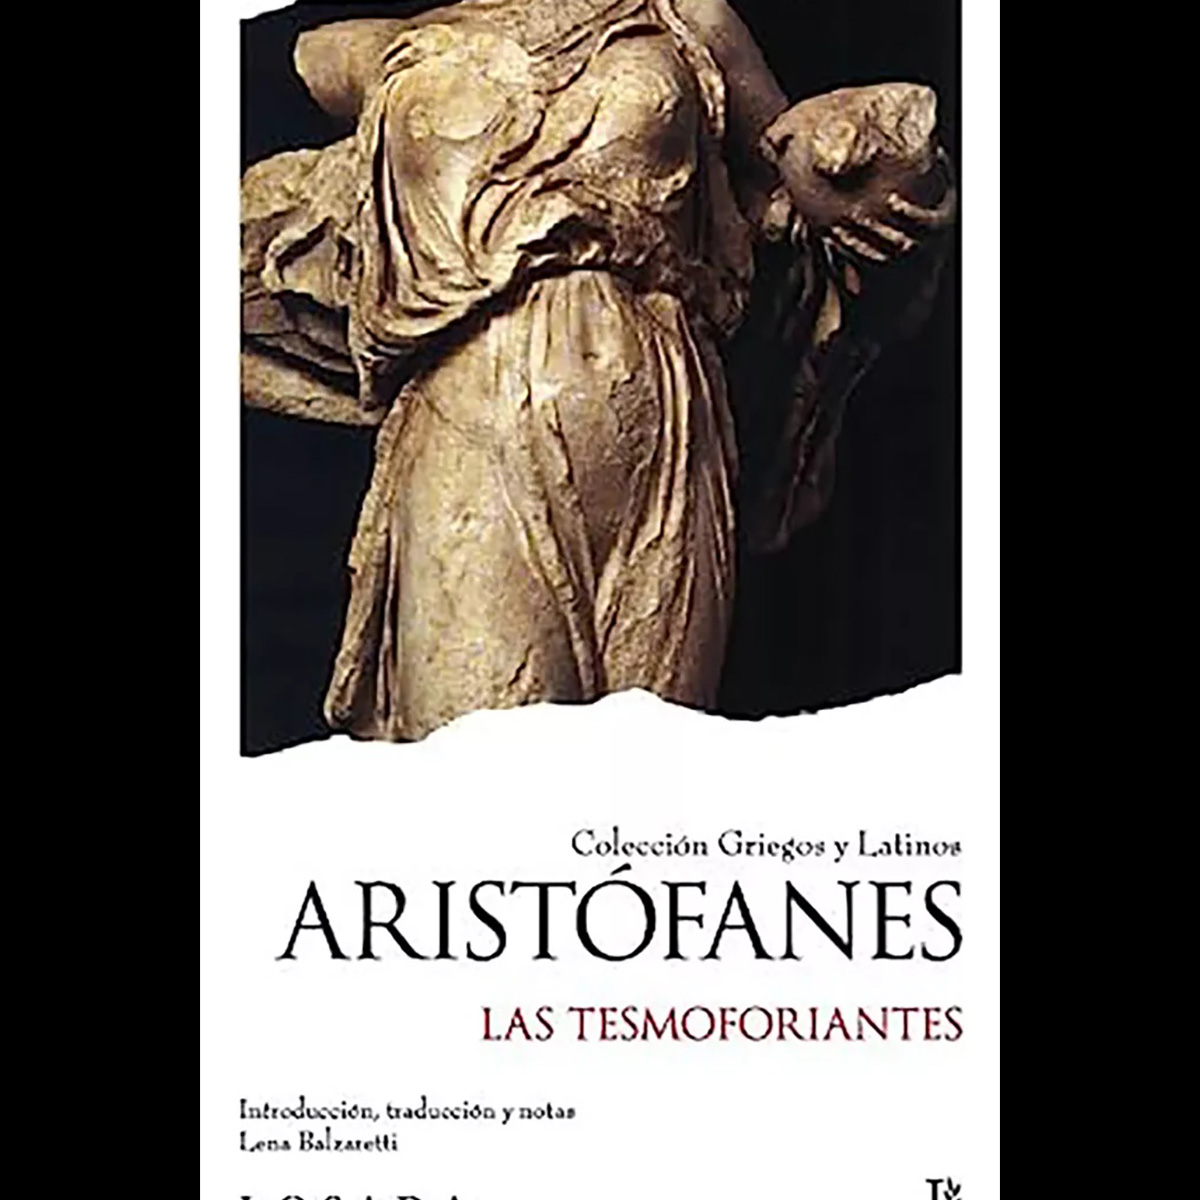 Colección Griegos y Latinos
ARISTÓFANES
LAS TESMOFORIANTES
Introducción, traducción y notas
Lena Balzaretti